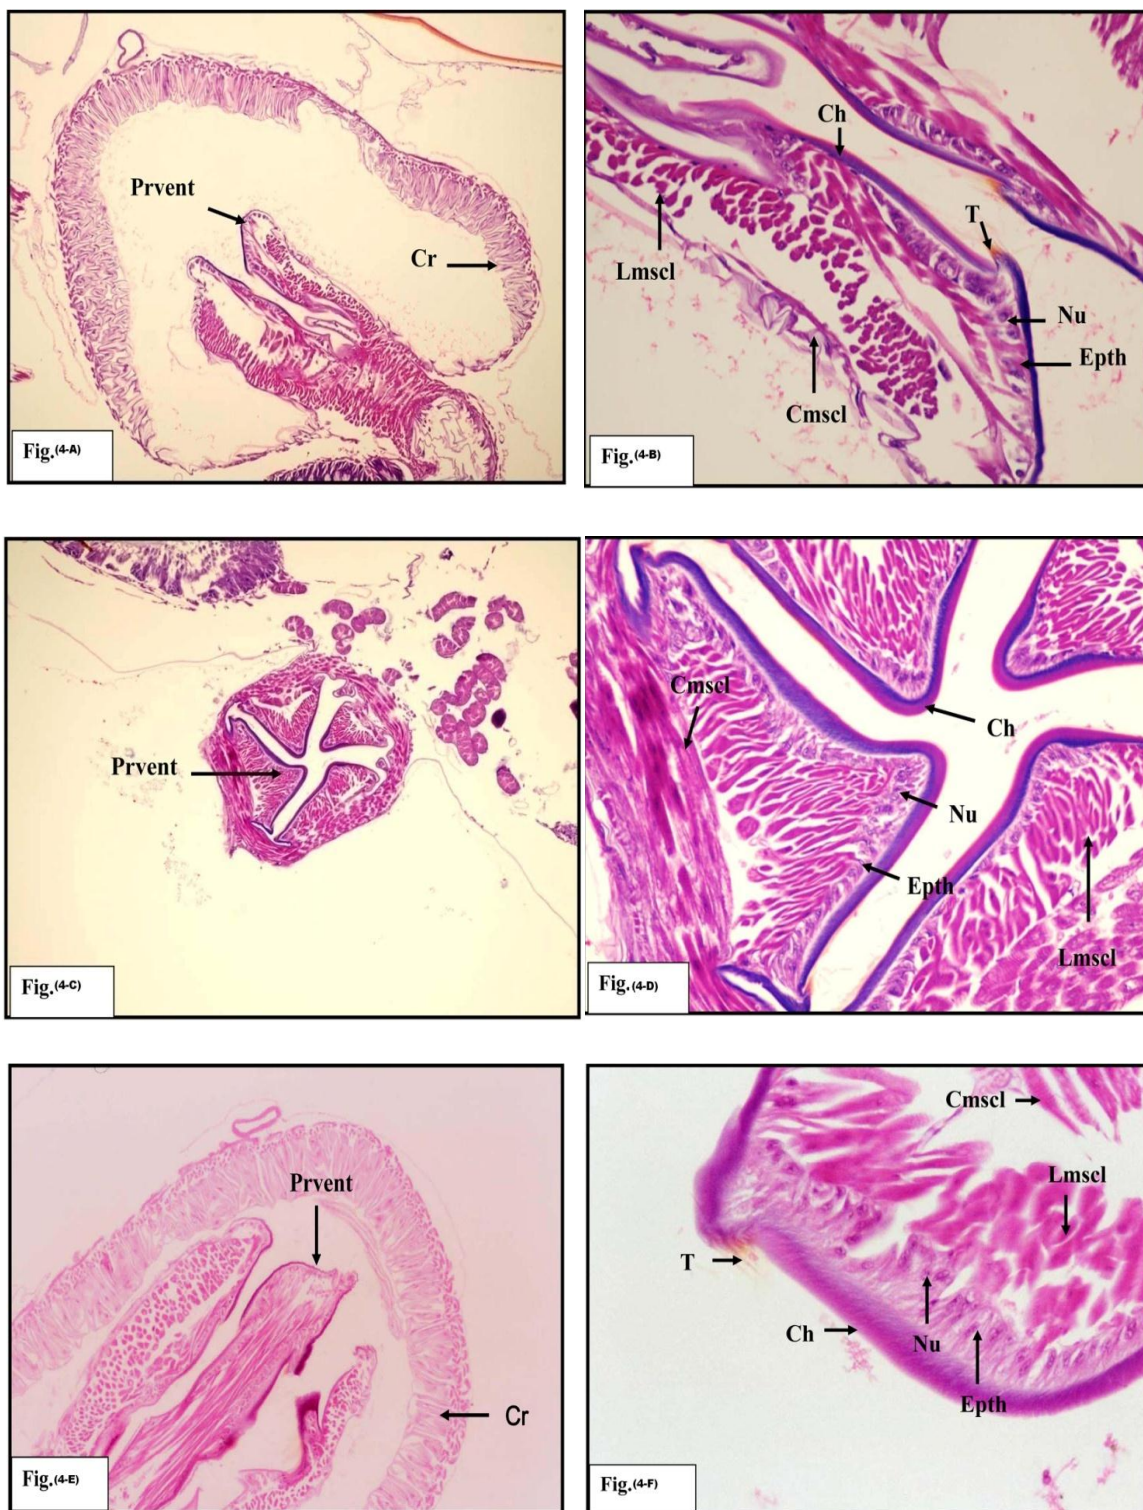 Prvent
Cr
Fig.(4-A)
Ch
T
Lmscl
Nu
Epth
Cmscl
Fig.(4-B)
Prvent
Fig.(4-C)
Cmscl
Ch
Nu
Epth
Lmscl
Fig.(4-D)
Prvent
Cr
Fig.(4-E)
Cmscl
Lmscl
T
Ch
Nu
Epth
Fig.(4-F)